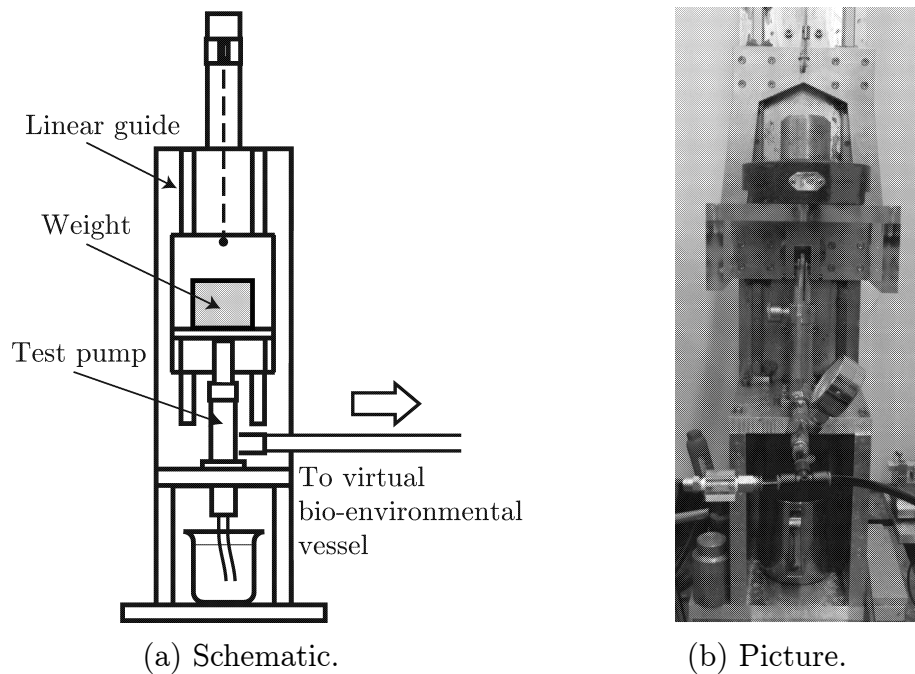 Linear guide
Weight
Test pump
To virtual
bio-environmental
vessel
(a) Schematic.
(b) Picture.